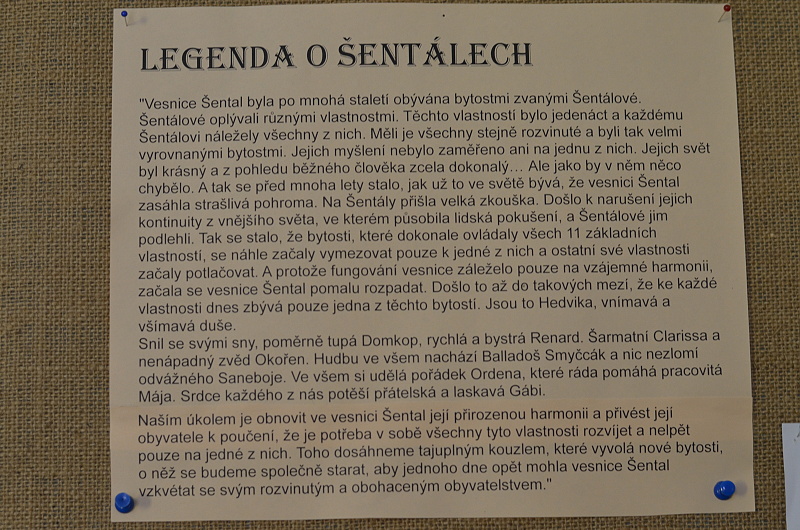 LEGENDA O ŠENTÁLECH
"Vesnice Šental byla po mnohá staletí obývána bytostmi zvanými Šentálové.
Šentálové oplývali různými vlastnostmi. Těchto vlastností bylo jedenáct a každému
Šentálovi náležely všechny z nich. Měli je všechny stejně rozvinuté a byli tak velmi
vyrovnanými bytostmi. Jejich myšlení nebylo zaměřeno ani na jednu z nich. Jejich svět
byl krásný a z pohledu běžného člověka zcela dokonalý… Ale jako by v něm něco
chybělo. A tak se před mnoha lety stalo, jak už to ve světě bývá, že vesnici Šental
zasáhla strašlivá pohroma. Na Šentály přišla velká zkouška. Došlo k narušení jejich
kontinuity z vnějšího světa, ve kterém působila lidská pokušení, a Šentálové jim
podlehli. Tak se stalo, že bytosti, které dokonale ovládaly všech 11 základních
vlastností, se náhle začaly vymezovat pouze k jedné z nich a ostatní své vlastnosti
začaly potlačovat. A protože fungování vesnice záleželo pouze na vzájemné harmonii,
začala se vesnice Šental pomalu rozpadat. Došlo to až do takových mezí, že ke každé
vlastnosti dnes zbývá pouze jedna z těchto bytostí. Jsou to Hedvika, vnímavá a
všímavá duše.
Snil se svými sny, poměrně tupá Domkop, rychlá a bystrá Renard. Šarmatní Clarissa a
nenápadný zvěd Okořen. Hudbu ve všem nachází Balladoš Smyčcák a nic nezlomi
odvážného Saneboje. Ve všem si udělá pořádek Ordena, které ráda pomáhá pracovitá
Mája. Srdce každého z nás potěší přátelská a laskavá Gábi.
Naším úkolem je obnovit ve vesnici Šental její přirozenou harmonii a přivést její
obyvatele k poučení, že je potřeba v sobě všechny tyto vlastnosti rozvíjet a nelpět
pouze na jedné z nich. Toho dosáhneme tajuplným kouzlem, které vyvolá nové bytosti,
o něž se budeme společně starat, aby jednoho dne opět mohla vesnice Šental
vzkvétat se svým rozvinutým a obohaceným obyvatelstvem."